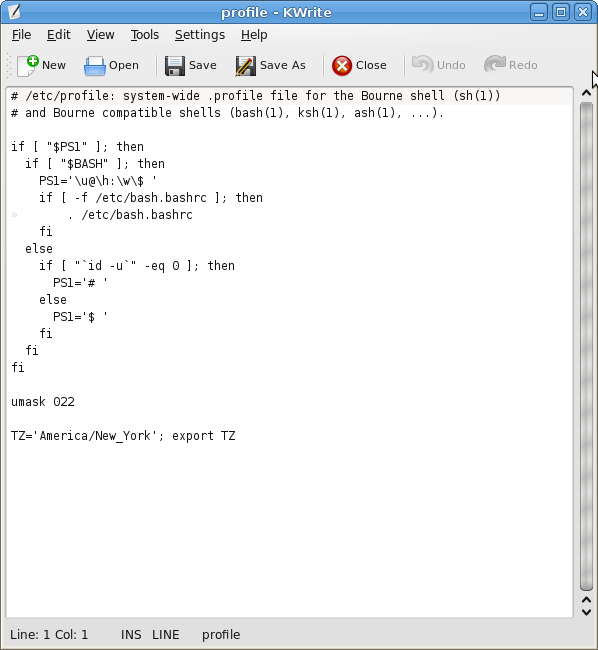 profile - KWrite
File Edit View Tools Settings Help
New Open Save Save As Close Undo Redo
# /etc/profile: system-wide .profile file for the Bourne shell (sh(1))
# and Bourne compatible shells (bash(1), ksh(1), ash(1), ...).
if [ "$PS1" ]; then
  if [ "$BASH" ]; then
    PS1='\u@\h:\w\$ '
    if [ -f /etc/bash.bashrc ]; then
»       . /etc/bash.bashrc
    fi
  else
    if [ "`id -u`" -eq 0 ]; then
      PS1='# '
    else
      PS1='$ '
    fi
  fi
fi
umask 022
TZ='America/New_York'; export TZ
Line: 1 Col: 1 INS LINE profile